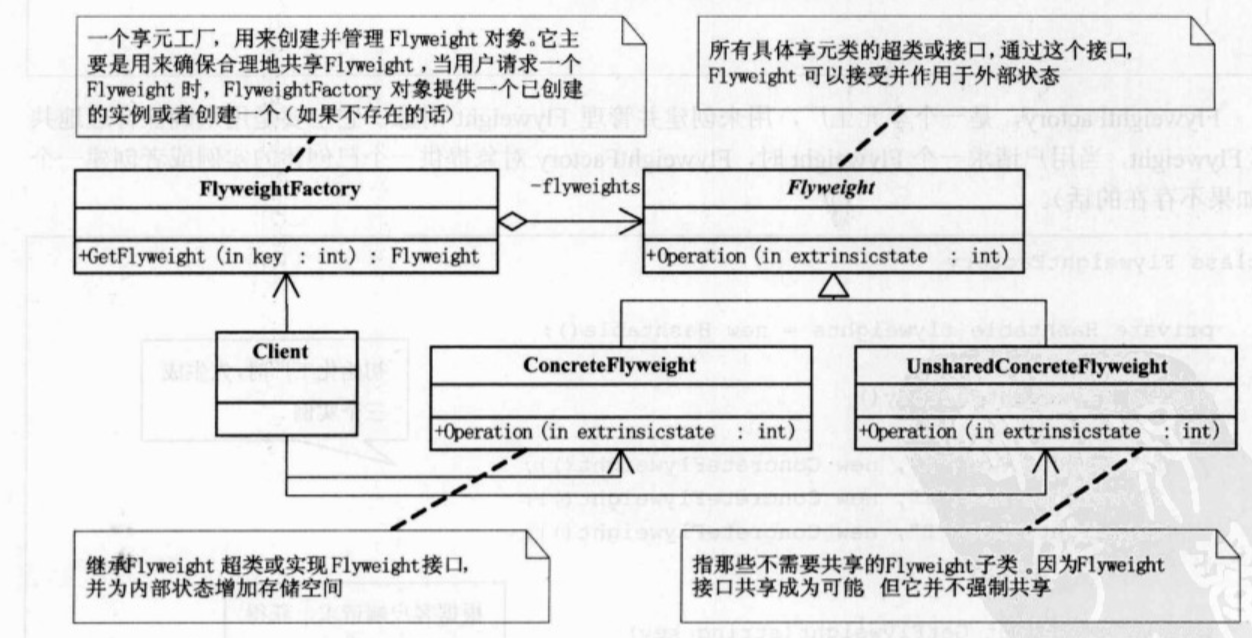 一个享元工厂，用来创建并管理 Flyweight 对象。它主
要是用来确保合理地共享Flyweight，当用户请求一个
Flyweight 时，FlyweightFactory 对象提供一个已创建
的实例或者创建一个（如果不存在的话）
所有具体享元类的超类或接口，通过这个接口，
Flyweight 可以接受并作用于外部状态
FlyweightFactory
+GetFlyweight (in key : int) : Flyweight
-flyweights
Flyweight
+Operation (in extrinsicstate : int)
Client
ConcreteFlyweight
+Operation (in extrinsicstate : int)
UnsharedConcreteFlyweight
+Operation (in extrinsicstate : int)
继承Flyweight 超类或实现 Flyweight接口，
并为内部状态增加存储空间
指那些不需要共享的Flyweight子类 。因为Flyweight
接口共享成为可能 但它并不强制共享